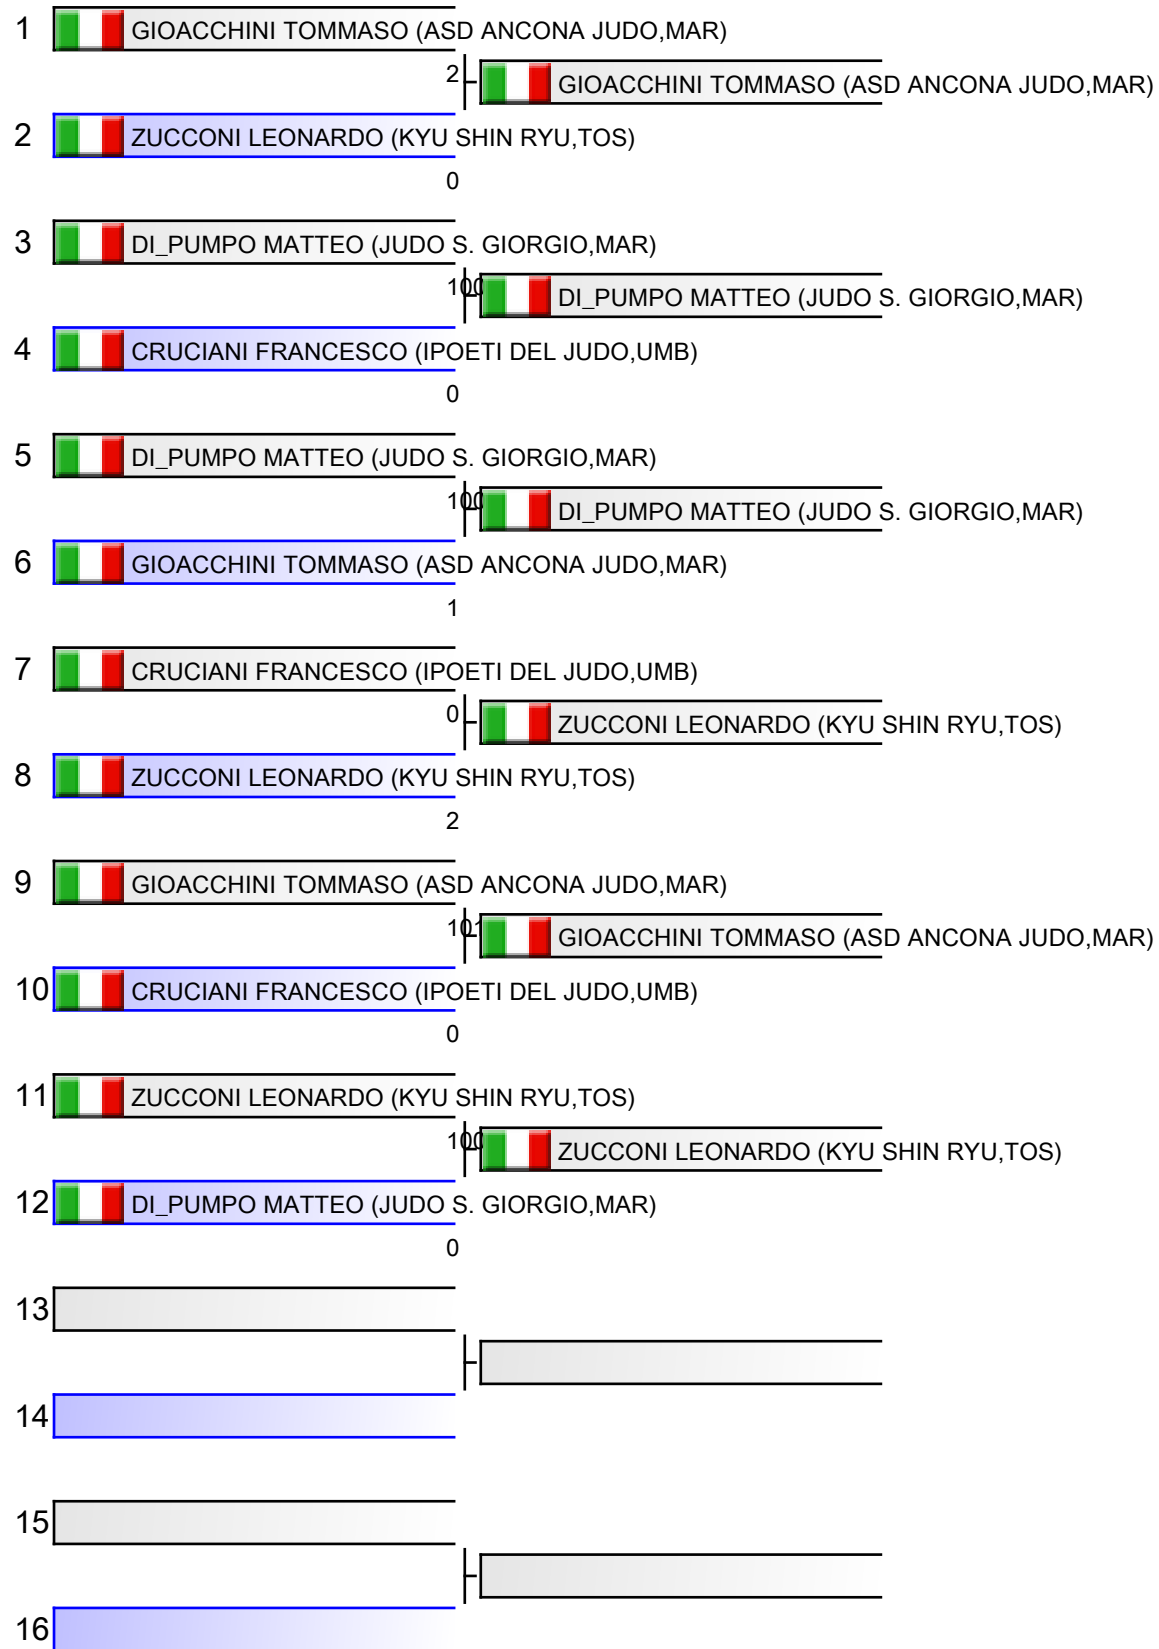 1 GIOACCHINI TOMMASO (ASD ANCONA JUDO,MAR)
2 GIOACCHINI TOMMASO (ASD ANCONA JUDO,MAR)
2 ZUCCONI LEONARDO (KYU SHIN RYU,TOS)
0
3 DI_PUMPO MATTEO (JUDO S. GIORGIO,MAR)
100 DI_PUMPO MATTEO (JUDO S. GIORGIO,MAR)
4 CRUCIANI FRANCESCO (IPOETI DEL JUDO,UMB)
0
5 DI_PUMPO MATTEO (JUDO S. GIORGIO,MAR)
100 DI_PUMPO MATTEO (JUDO S. GIORGIO,MAR)
6 GIOACCHINI TOMMASO (ASD ANCONA JUDO,MAR)
1
7 CRUCIANI FRANCESCO (IPOETI DEL JUDO,UMB)
0 ZUCCONI LEONARDO (KYU SHIN RYU,TOS)
8 ZUCCONI LEONARDO (KYU SHIN RYU,TOS)
2
9 GIOACCHINI TOMMASO (ASD ANCONA JUDO,MAR)
101 GIOACCHINI TOMMASO (ASD ANCONA JUDO,MAR)
10 CRUCIANI FRANCESCO (IPOETI DEL JUDO,UMB)
0
11 ZUCCONI LEONARDO (KYU SHIN RYU,TOS)
100 ZUCCONI LEONARDO (KYU SHIN RYU,TOS)
12 DI_PUMPO MATTEO (JUDO S. GIORGIO,MAR)
0
13
14
15
16